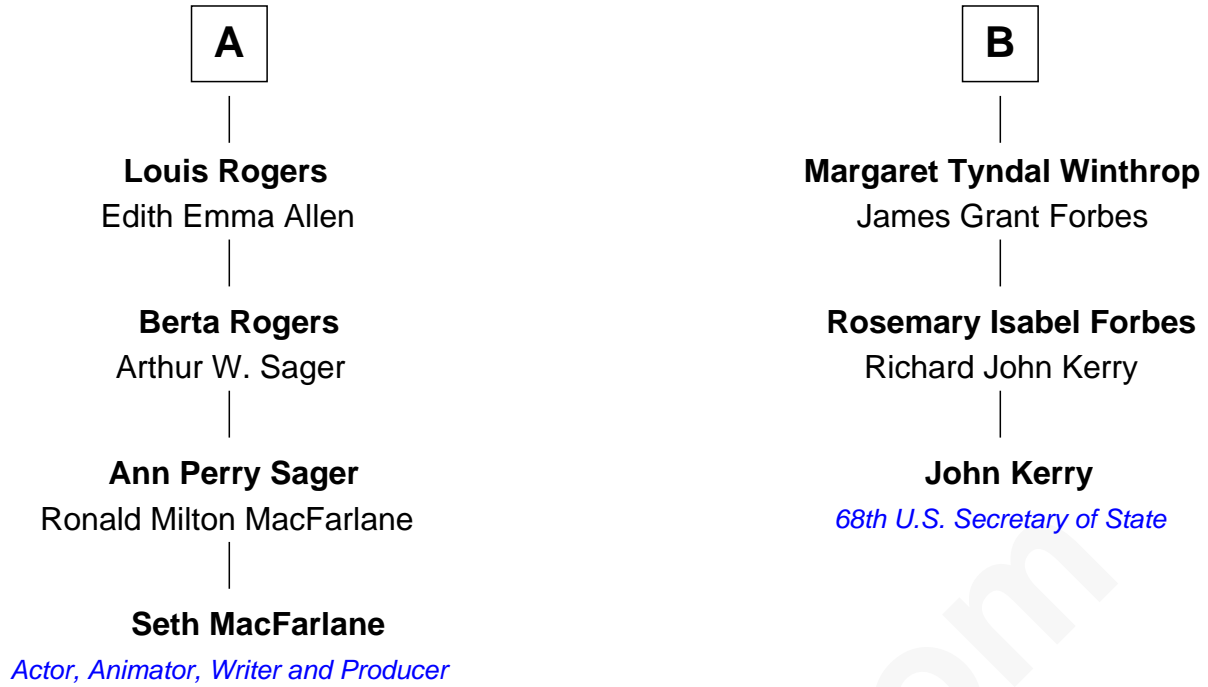 A
Louis Rogers
Edith Emma Allen
Berta Rogers
Arthur W. Sager
Ann Perry Sager
Ronald Milton MacFarlane
Seth MacFarlane
Actor, Animator, Writer and Producer
B
Margaret Tyndal Winthrop
James Grant Forbes
Rosemary Isabel Forbes
Richard John Kerry
John Kerry
68th U.S. Secretary of State
om